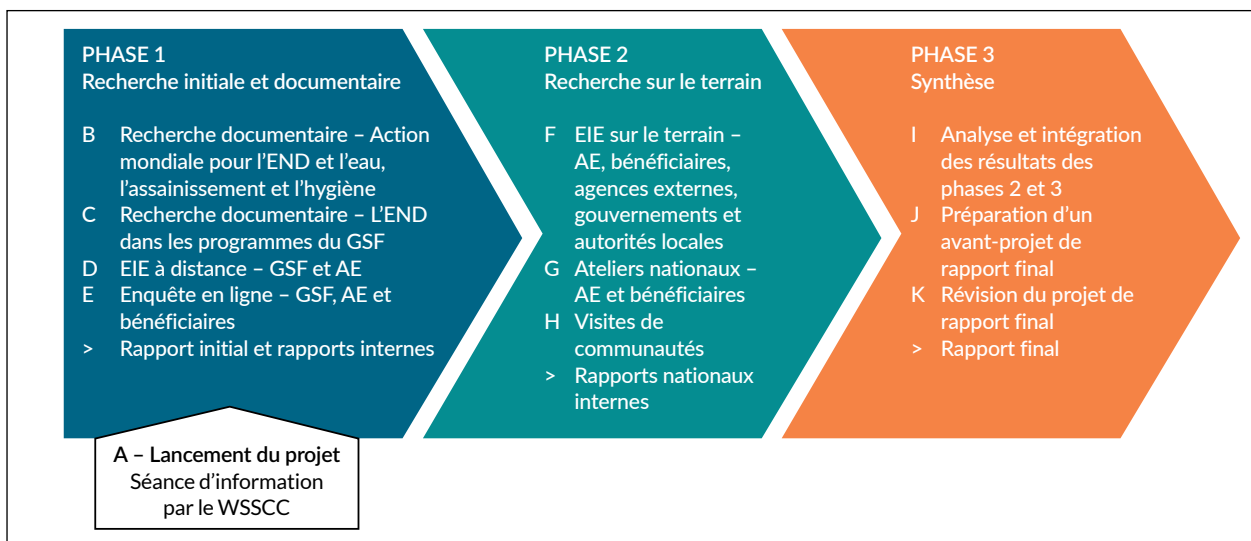 PHASE 1
Recherche initiale et documentaire
B Recherche documentaire – Action
mondiale pour l’END et l’eau,
l’assainissement et l’hygiène
C Recherche documentaire – L’END
dans les programmes du GSF
D EIE à distance – GSF et AE
E Enquête en ligne – GSF, AE et
bénéficiaires
> Rapport initial et rapports internes
A – Lancement du projet
Séance d’information
par le WSSCC
PHASE 2
Recherche sur le terrain
F EIE sur le terrain –
AE, bénéficiaires,
agences externes,
gouvernements et
autorités locales
G Ateliers nationaux –
AE et bénéficiaires
H Visites de
communautés
> Rapports nationaux
internes
PHASE 3
Synthèse
I Analyse et intégration
des résultats des
phases 2 et 3
J Préparation d’un
avant-projet de
rapport final
K Révision du projet de
rapport final
> Rapport final